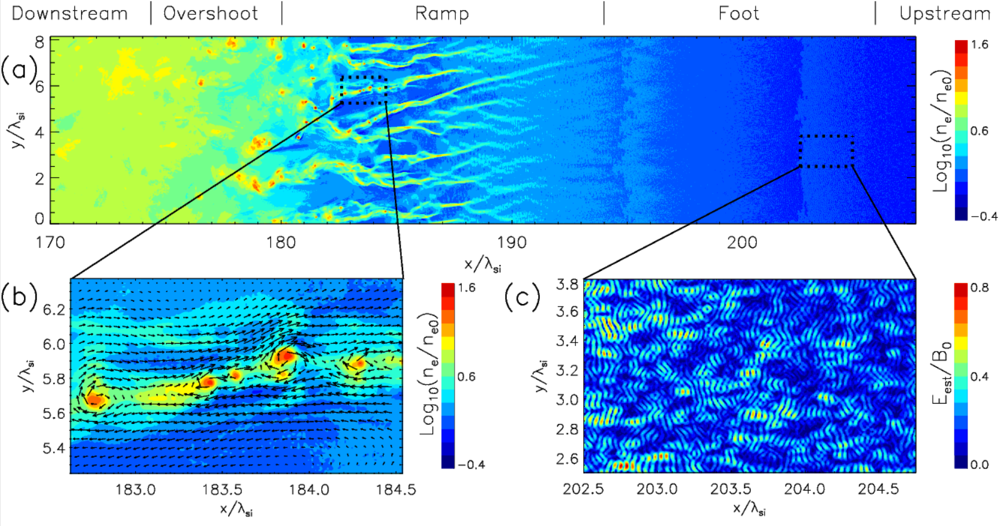 Downstream | Overshoot | Ramp | Foot | Upstream
(a)
8
6
4
2
0
y/λsi
170 180 190 200
x/λsi
1.6
0.6
−0.4
Log10(ne/ne0)
(b)
6.2
6.0
5.8
5.6
5.4
y/λsi
183.0 183.5 184.0 184.5
x/λsi
1.6
0.6
−0.4
Log10(ne/ne0)
(c)
3.8
3.6
3.4
3.2
3.0
2.8
2.6
y/λsi
202.5 203.0 203.5 204.0 204.5
x/λsi
0.8
0.4
0.0
Eest/B0